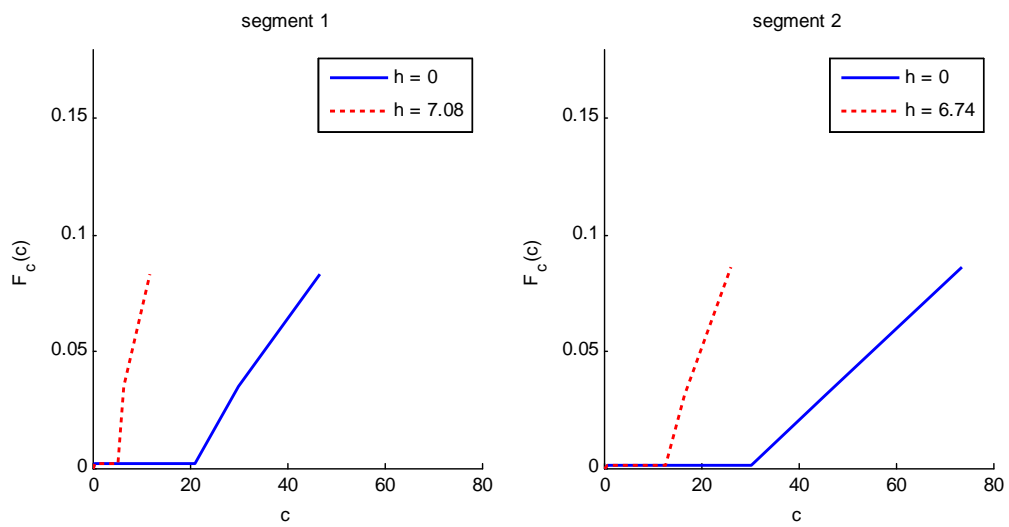 segment 1
h = 0
h = 7.08
0.15
0.1
0.05
0
F_c(c)
0
20
40
60
80
c
segment 2
h = 0
h = 6.74
0.15
0.1
0.05
0
F_c(c)
0
20
40
60
80
c